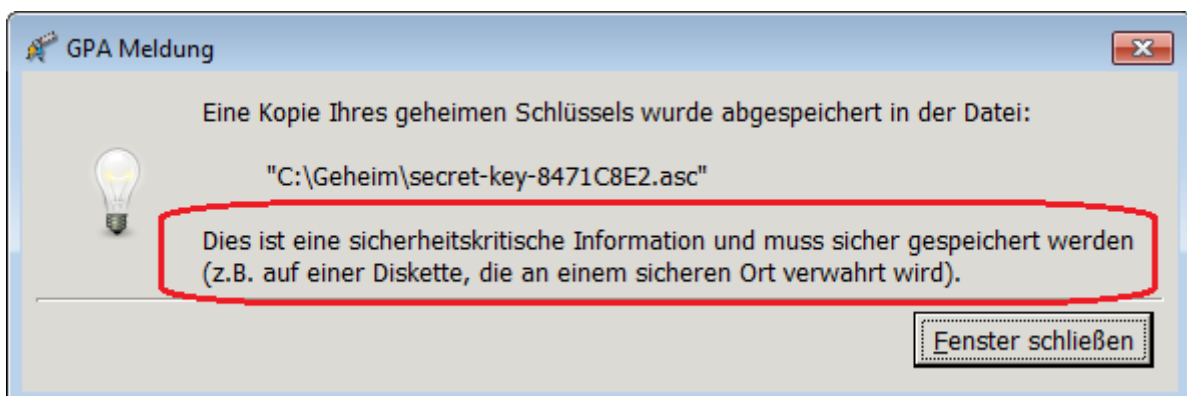 GPA Meldung
Eine Kopie Ihres geheimen Schlüssels wurde abgespeichert in der Datei:
"C:\Geheim\secret-key-8471C8E2.asc"
Dies ist eine sicherheitskritische Information und muss sicher gespeichert werden
(z.B. auf einer Diskette, die an einem sicheren Ort verwahrt wird).
Fenster schließen